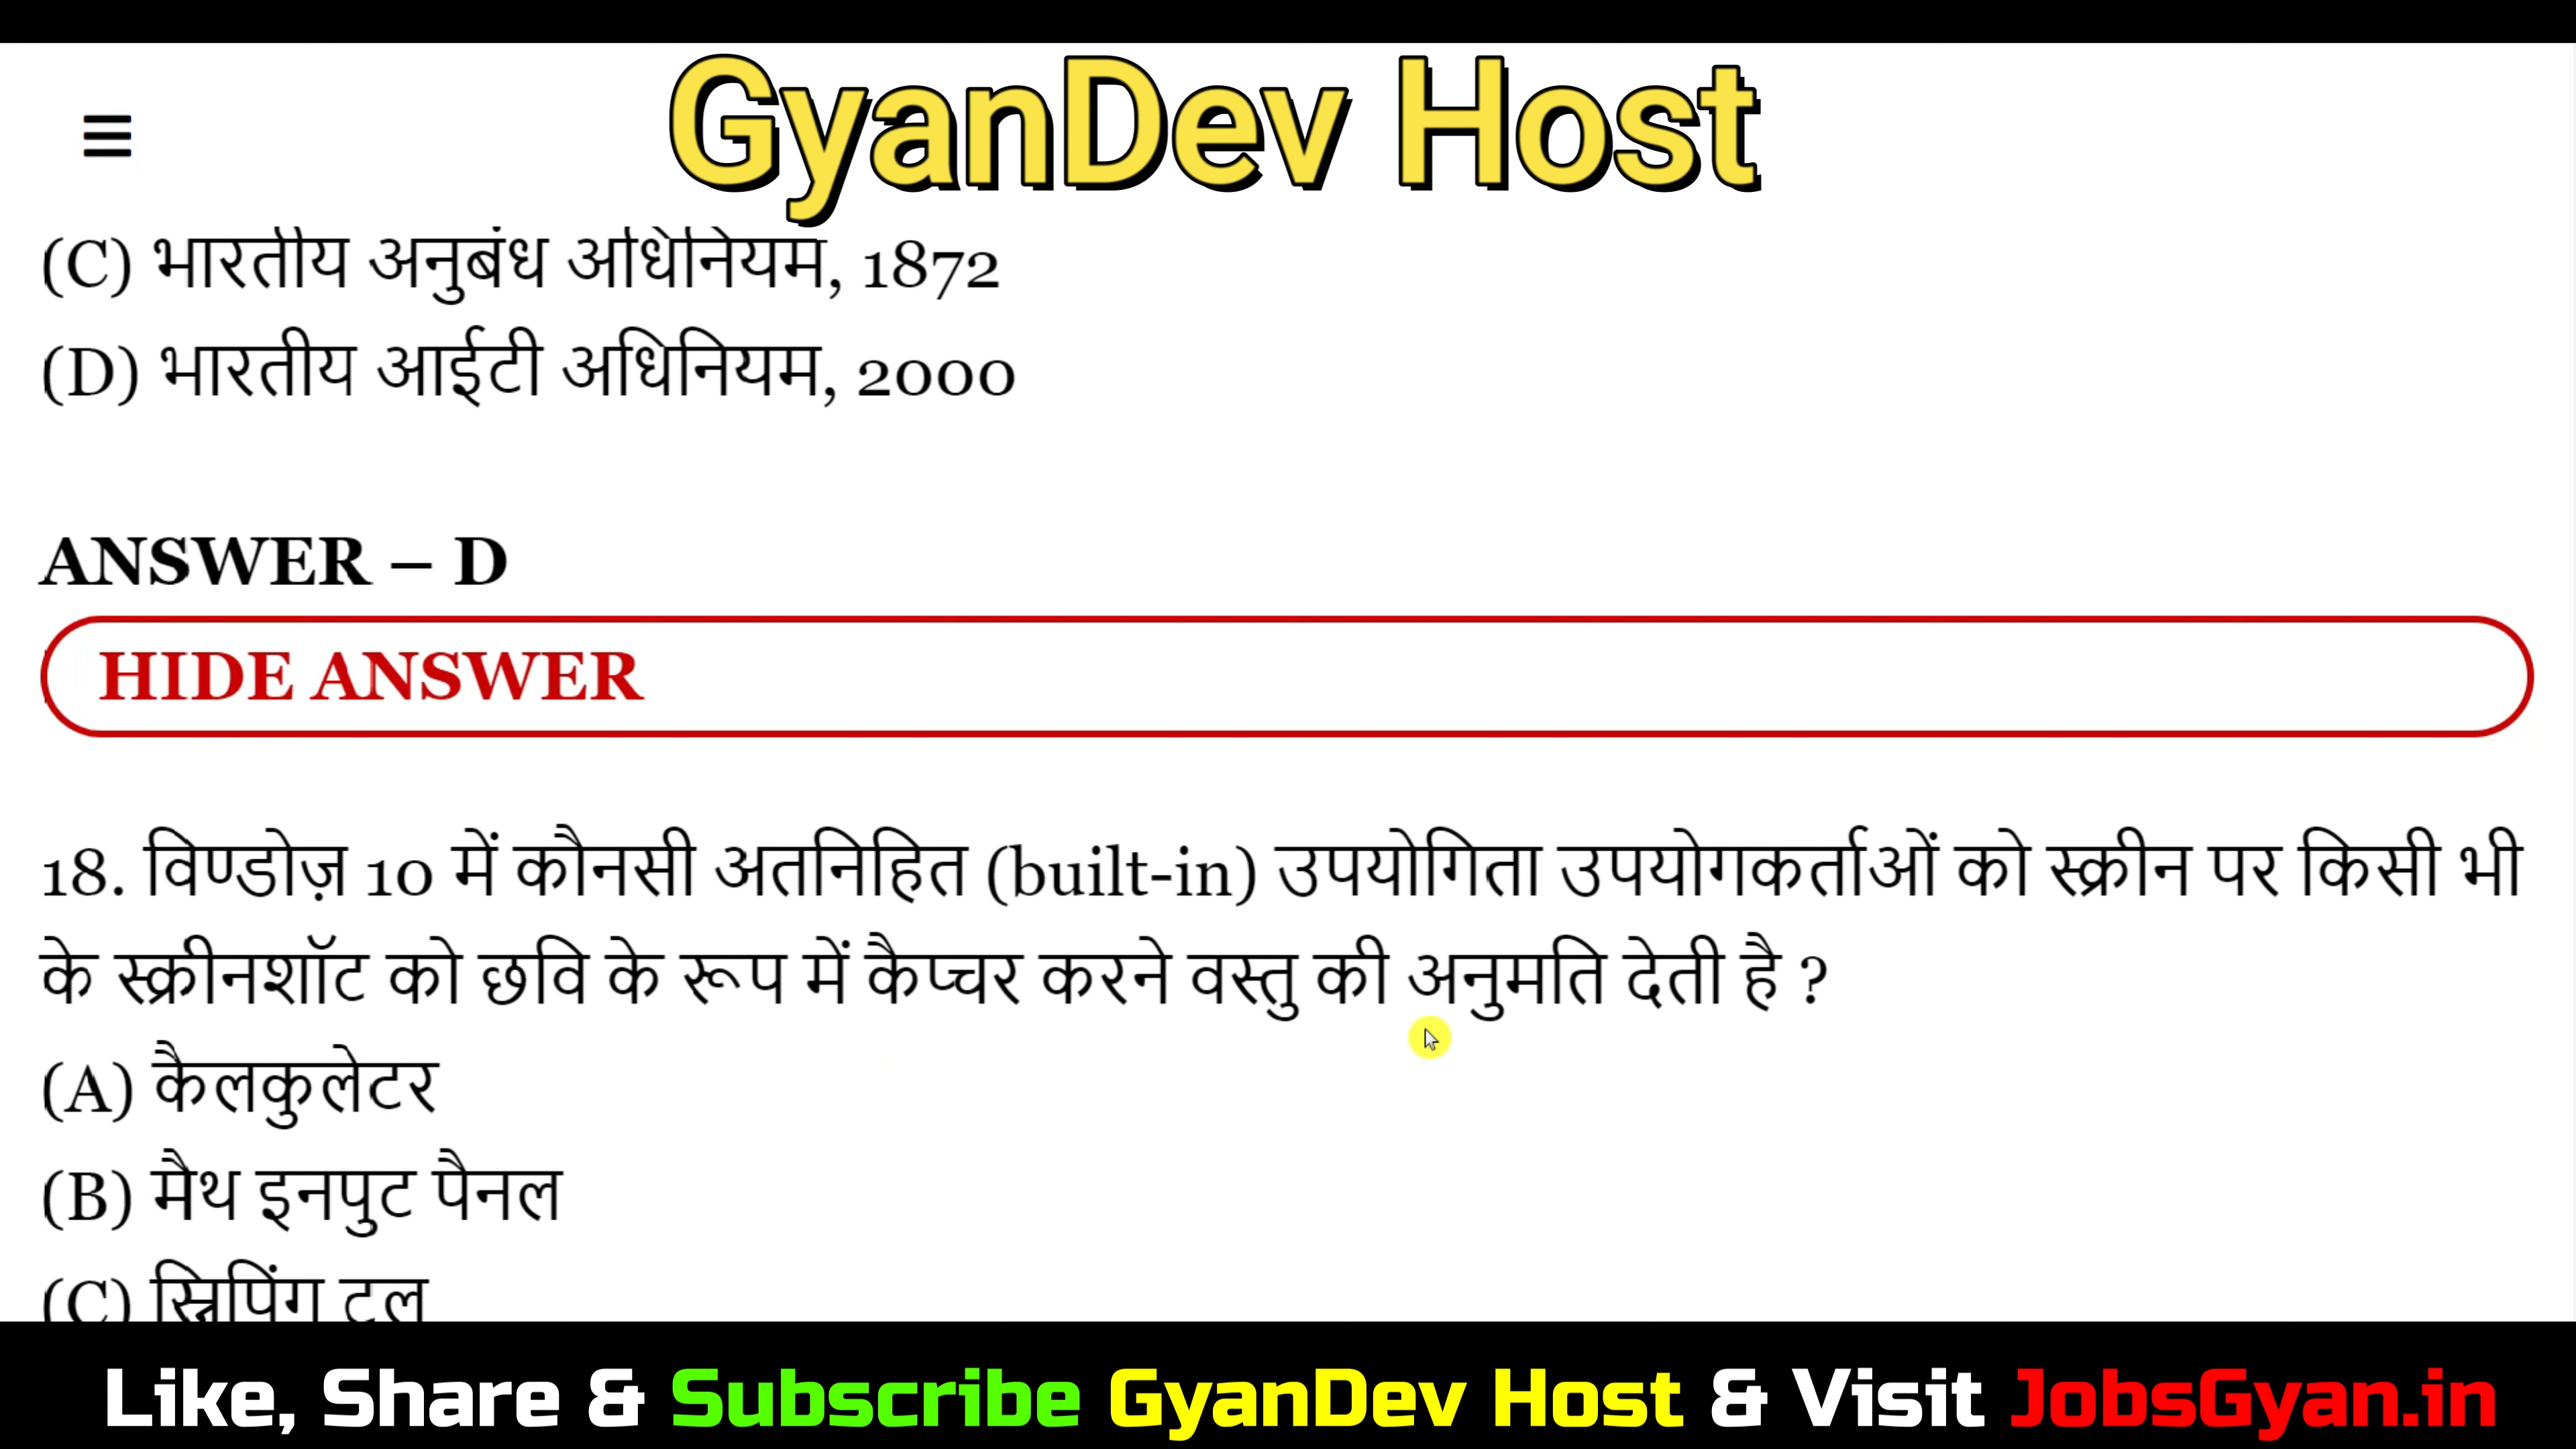 GyanDev Host
(C) भारतीय अनुबंध अधिनियम, 1872
(D) भारतीय आईटी अधिनियम, 2000
ANSWER – D
HIDE ANSWER
18. विण्डोज़ 10 में कौनसी अतनिहित (built-in) उपयोगिता उपयोगकर्ताओं को स्क्रीन पर किसी भी
के स्क्रीनशॉट को छवि के रूप में कैप्चर करने वस्तु की अनुमति देती है ?
(A) कैलकुलेटर
(B) मैथ इनपुट पैनल
(C) स्निपिंग टूल
Like, Share & Subscribe GyanDev Host & Visit JobsGyan.in